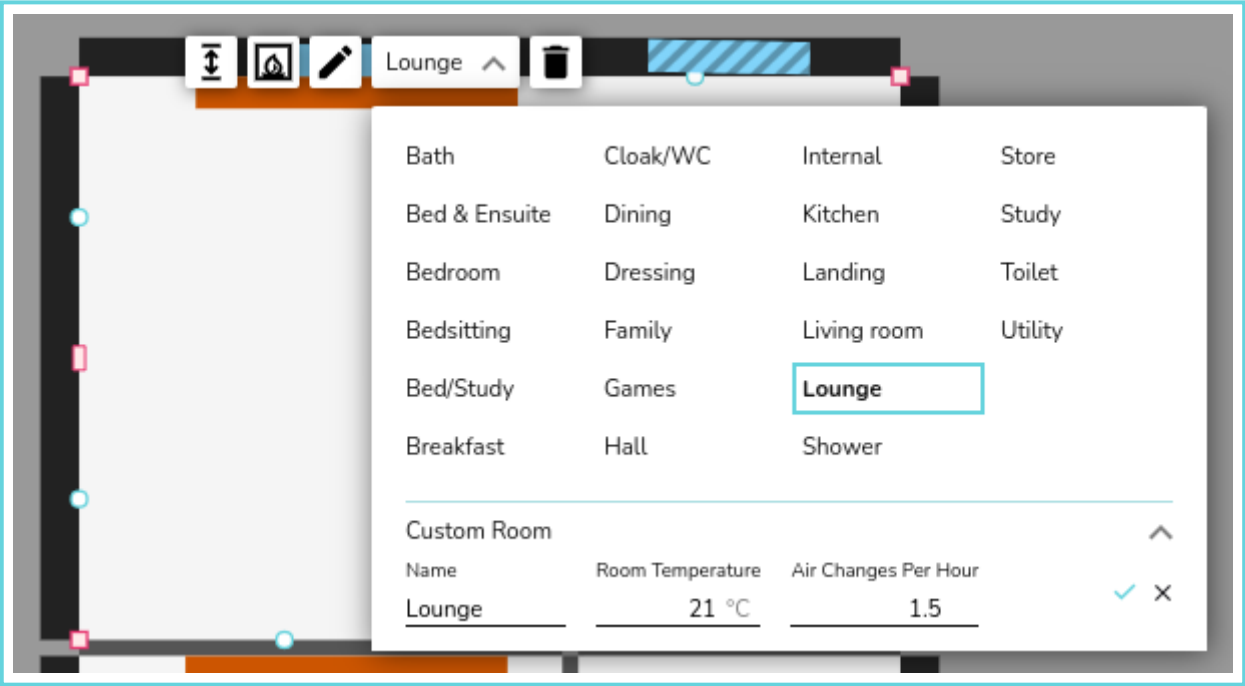 Lounge
Bath Cloak/WC Internal Store
Bed & Ensuite Dining Kitchen Study
Bedroom Dressing Landing Toilet
Bedsitting Family Living room Utility
Bed/Study Games Lounge
Breakfast Hall Shower
Custom Room
Name Room Temperature Air Changes Per Hour
Lounge 21 °C 1.5